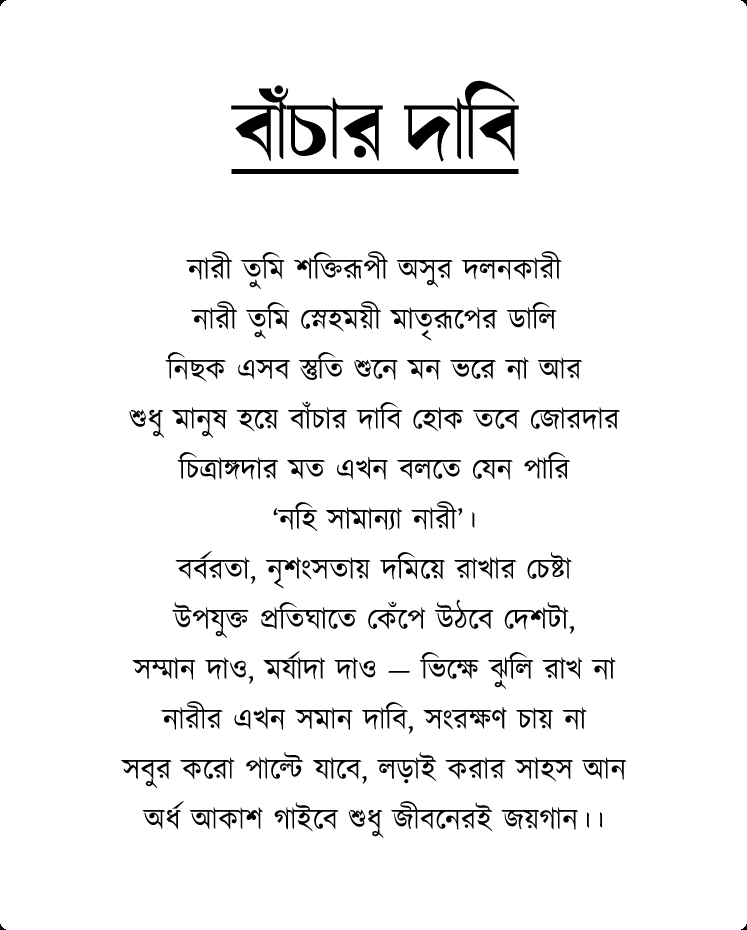 বাঁচার দাবি
নারী তুমি শক্তিরূপী অসুর দলনকারী
নারী তুমি স্নেহময়ী মাতৃরূপের ডালি
নিছক এসব স্তুতি শুনে মন ভরে না আর
শুধু মানুষ হয়ে বাঁচার দাবি হোক তবে জোরদার
চিত্রাঙ্গদার মত এখন বলতে যেন পারি
‘নহি সামান্যা নারী’।
বর্বরতা, নৃশংসতায় দমিয়ে রাখার চেষ্টা
উপযুক্ত প্রতিঘাতে কেঁপে উঠবে দেশটা,
সম্মান দাও, মর্যাদা দাও — ভিক্ষে ঝুলি রাখ না
নারীর এখন সমান দাবি, সংরক্ষণ চায় না
সবুর করো পাল্টে যাবে, লড়াই করার সাহস আন
অর্ধ আকাশ গাইবে শুধু জীবনেরই জয়গান।।